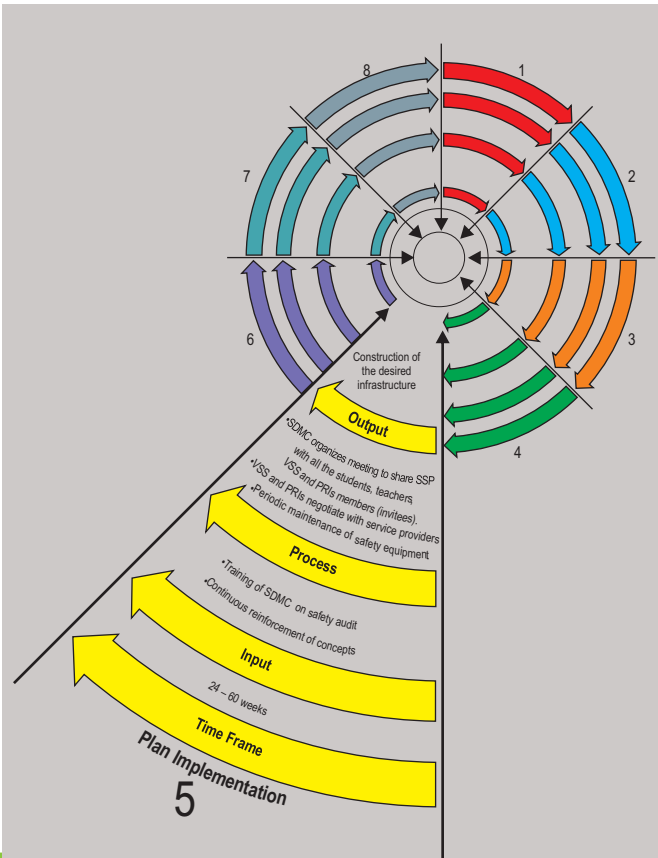 8
1
7
2
6
3
4
Construction of
the desired
infrastructure
Output
•SDMC organizes meeting to share SSP
with all the students, teachers,
VSS and PRIs members (invitees).
•VSS and PRIs negotiate with service providers
•Periodic maintenance of safety equipment
Process
•Training of SDMC on safety audit
•Continuous reinforcement of concepts
Input
24 – 60 weeks
Time Frame
Plan Implementation
5